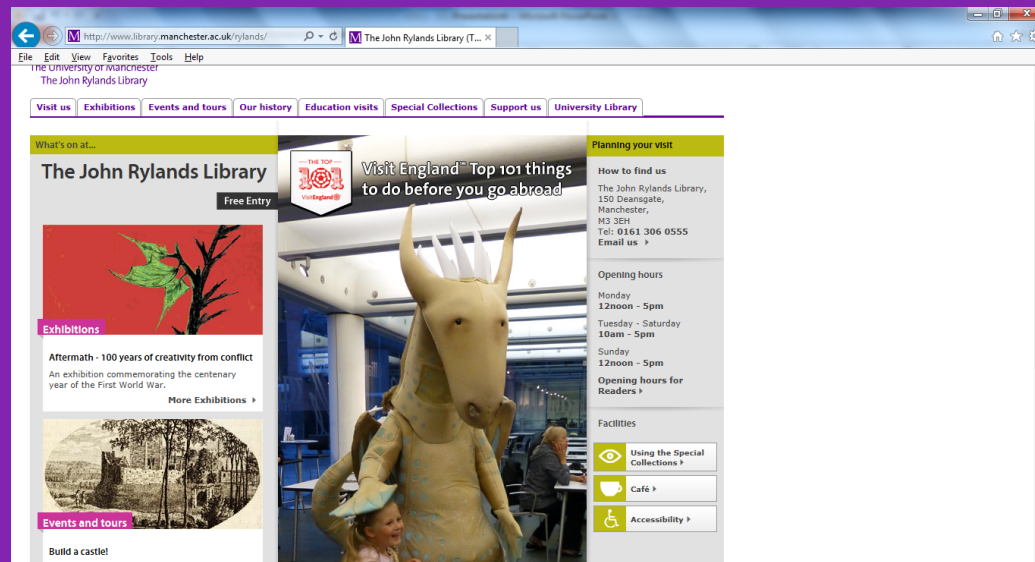 http://www.library.manchester.ac.uk/rylands/
The John Rylands Library (T...
File Edit View Favorites Tools Help
The University of Manchester
The John Rylands Library
Visit us Exhibitions Events and tours Our history Education visits Special Collections Support us University Library
What's on at...
The John Rylands Library
Free Entry
Exhibitions
Aftermath - 100 years of creativity from conflict
An exhibition commemorating the centenary
year of the First World War.
More Exhibitions
Events and tours
Build a castle!
THE TOP
101
VisitEngland
Visit England™ Top 101 things
to do before you go abroad
Planning your visit
How to find us
The John Rylands Library,
150 Deansgate,
Manchester,
M3 3EH
Tel: 0161 306 0555
Email us
Opening hours
Monday
12noon - 5pm
Tuesday - Saturday
10am - 5pm
Sunday
12noon - 5pm
Opening hours for
Readers
Facilities
Using the Special
Collections
Café
Accessibility